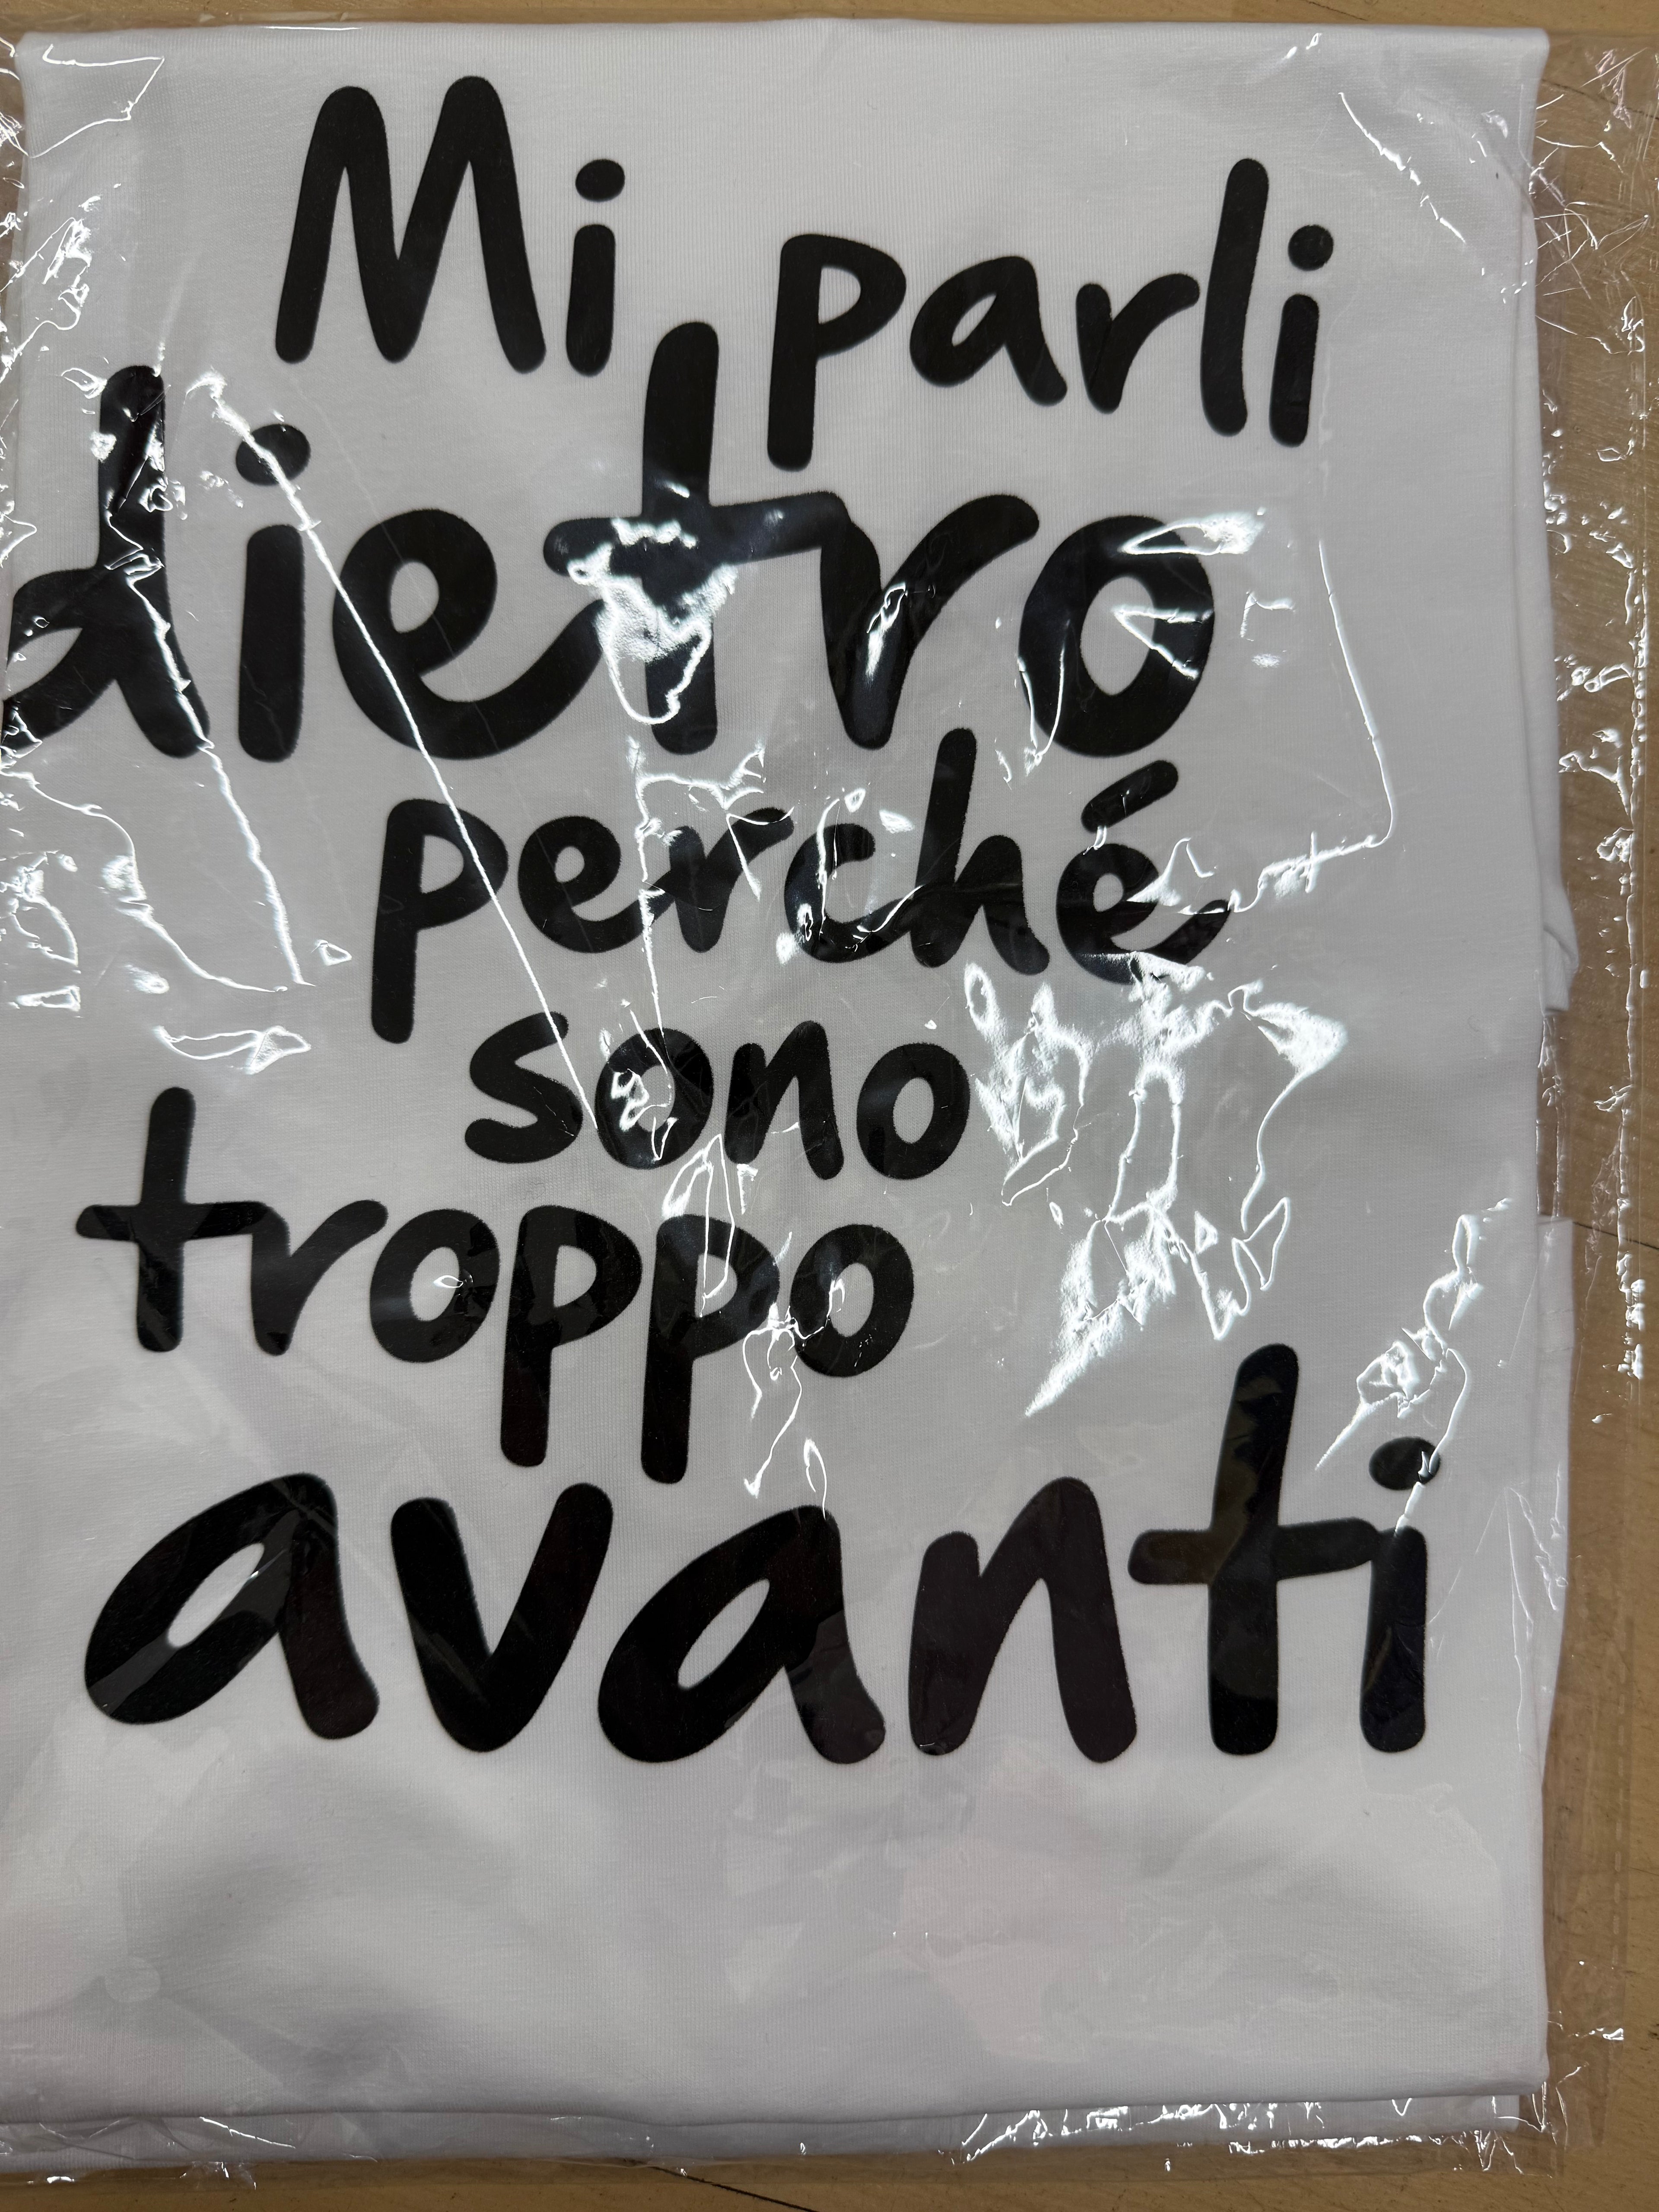 Mi parli
dietro
perché
sono
troppo
avanti